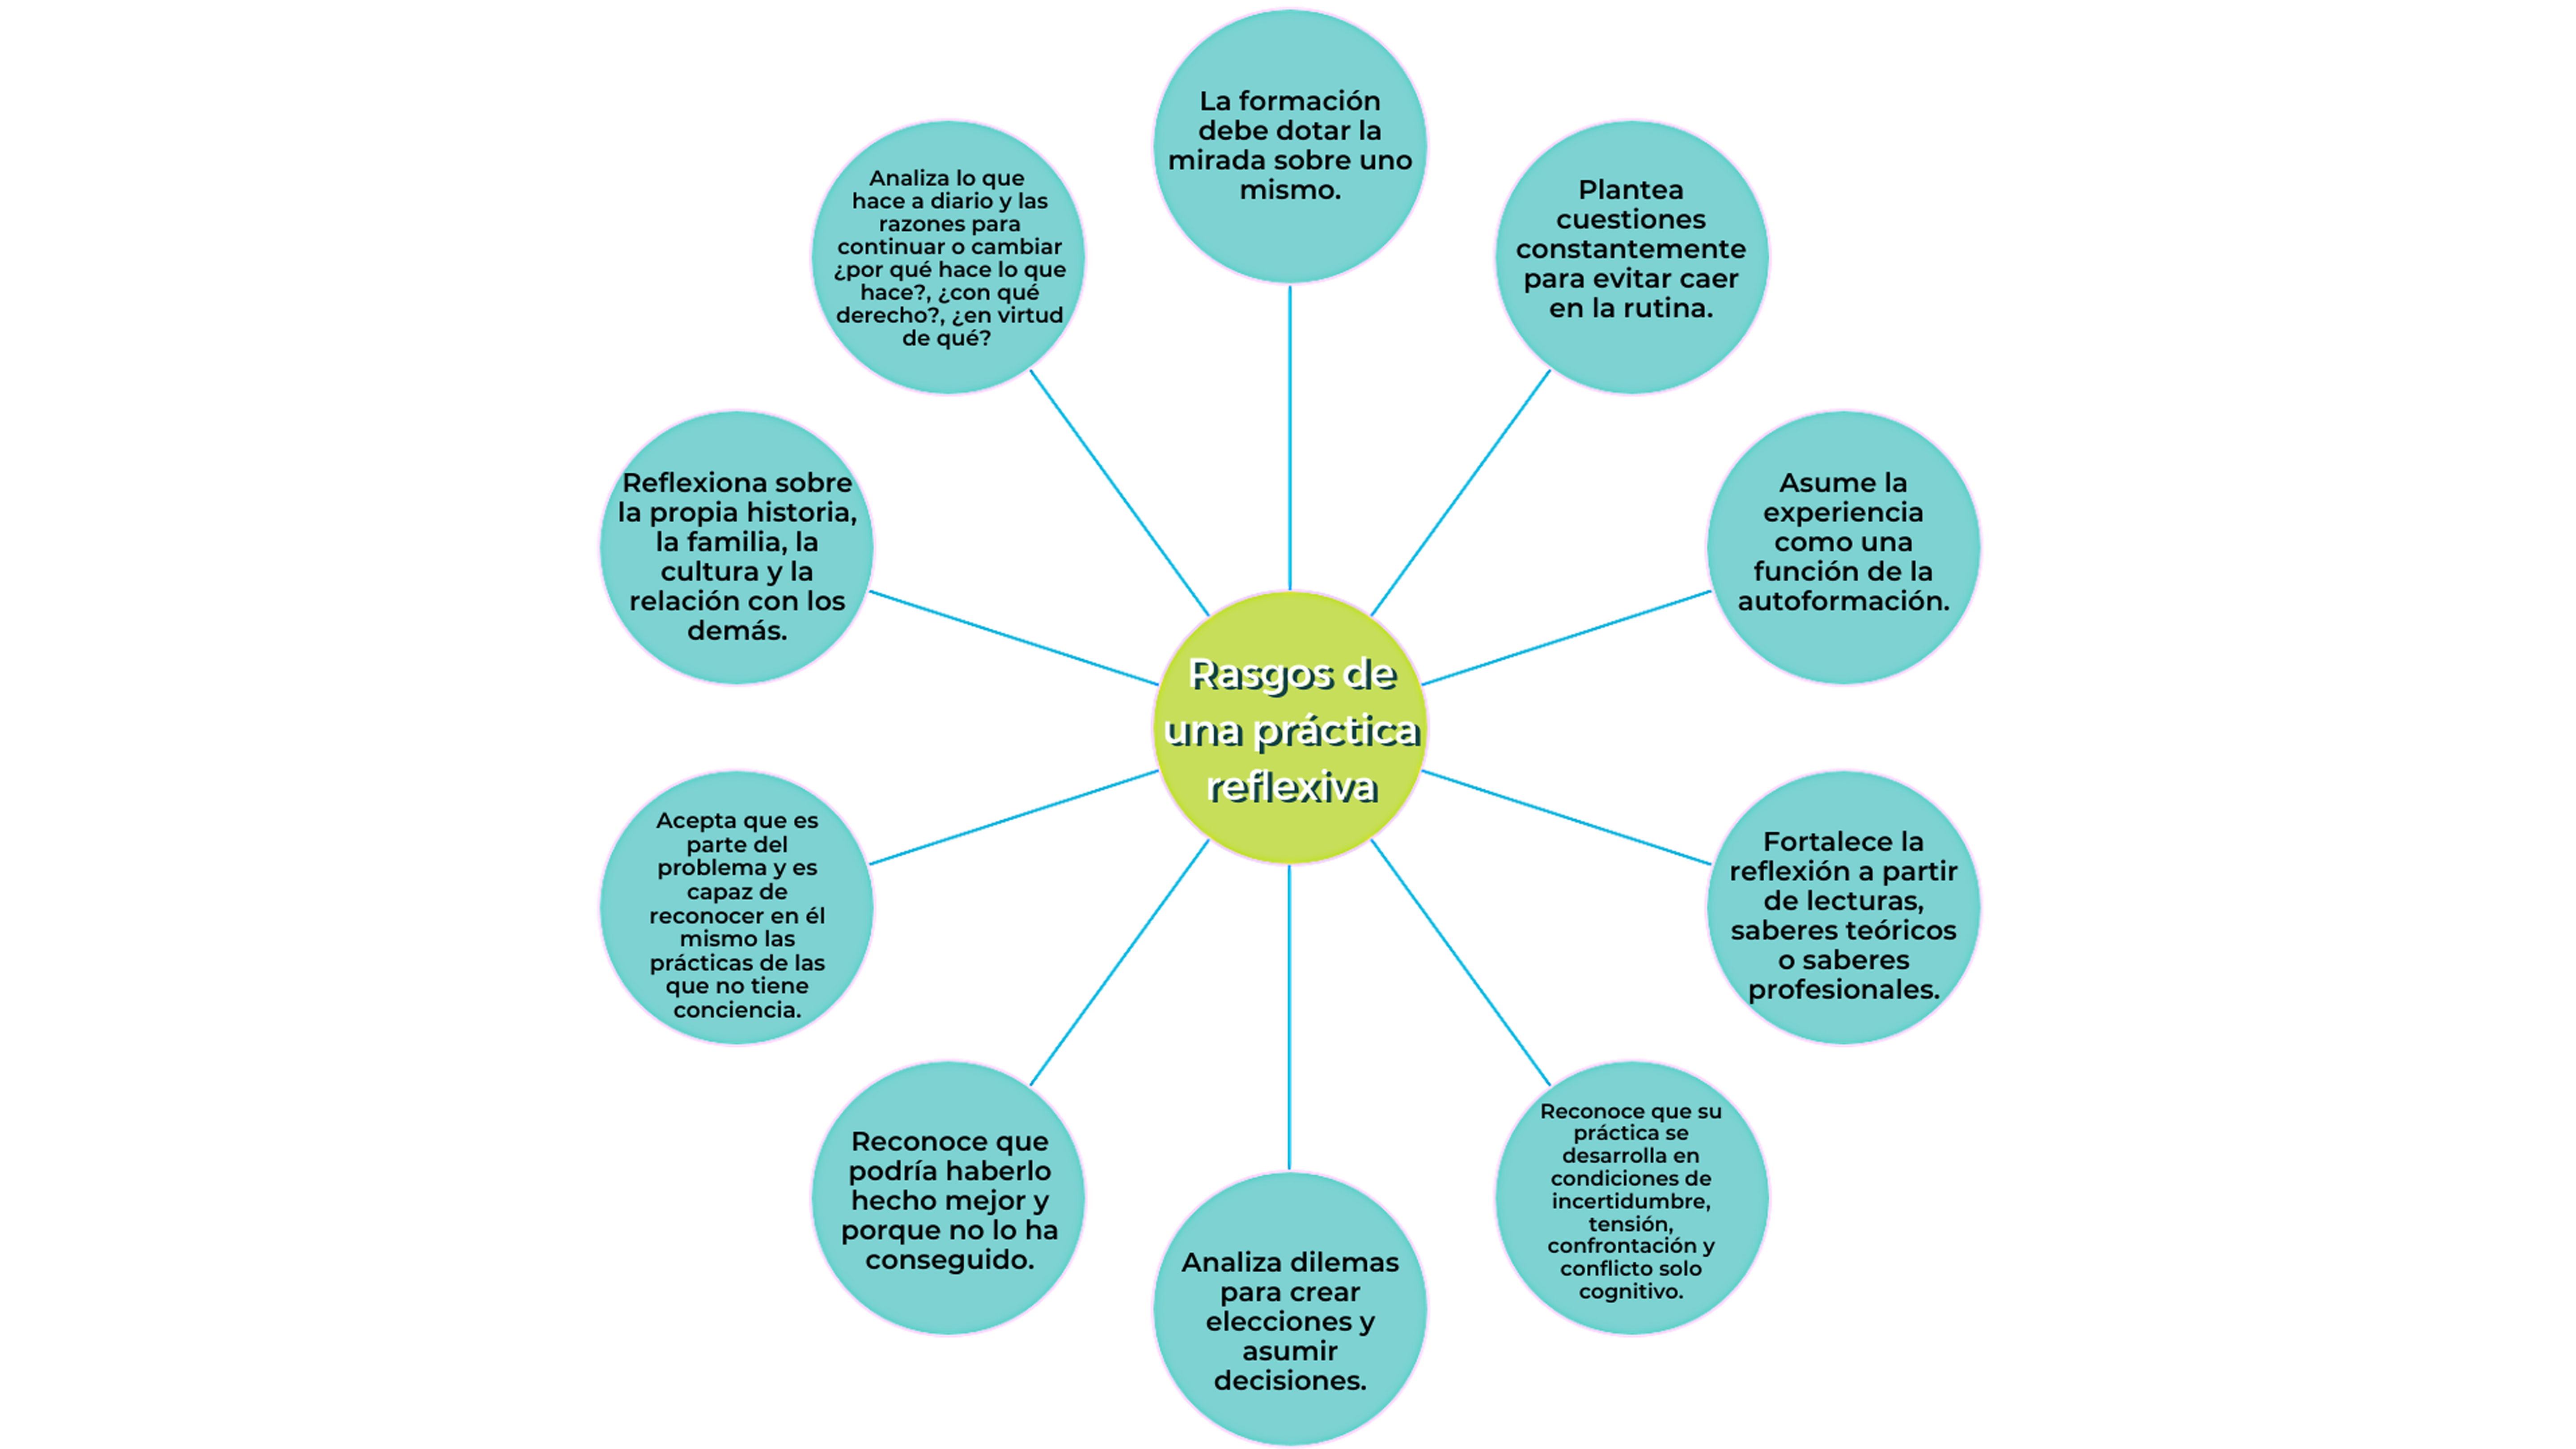 La formación
debe dotar la
mirada sobre uno
mismo.
Plantea
cuestiones
constantemente
para evitar caer
en la rutina.
Asume la
experiencia
como una
función de la
autoformación.
Fortalece la
reflexión a partir
de lecturas,
saberes teóricos
o saberes
profesionales.
Reconoce que su
práctica se
desarrolla en
condiciones de
incertidumbre,
tensión,
confrontación y
conflicto solo
cognitivo.
Analiza dilemas
para crear
elecciones y
asumir
decisiones.
Reconoce que
podría haberlo
hecho mejor y
porque no lo ha
conseguido.
Acepta que es
parte del
problema y es
capaz de
reconocer en él
mismo las
prácticas de las
que no tiene
conciencia.
Reflexiona sobre
la propia historia,
la familia, la
cultura y la
relación con los
demás.
Analiza lo que
hace a diario y las
razones para
continuar o cambiar
¿por qué hace lo que
hace?, ¿con qué
derecho?, ¿en virtud
de qué?
Rasgos de
una práctica
reflexiva